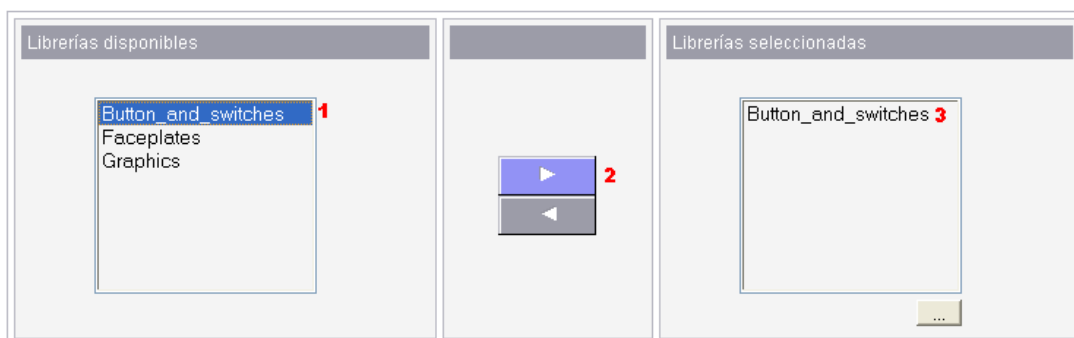 Librerías disponibles
Button_and_switches 1
Faceplates
Graphics
2
Librerías seleccionadas
Button_and_switches 3
...